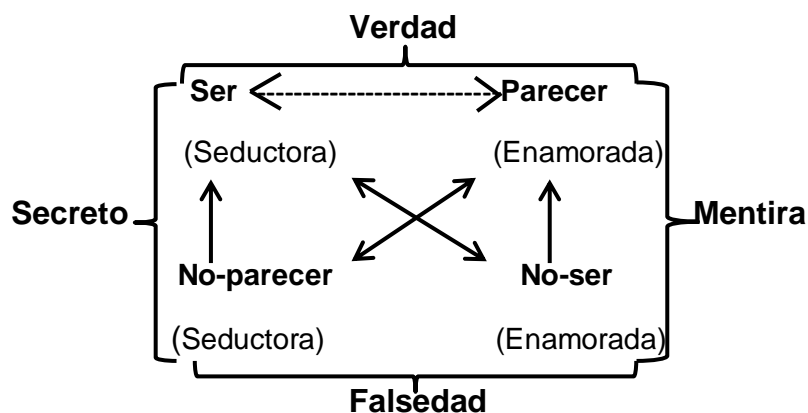 Verdad
Ser Parecer
(Seductora) (Enamorada)
Secreto Mentira
No-parecer No-ser
(Seductora) (Enamorada)
Falsedad